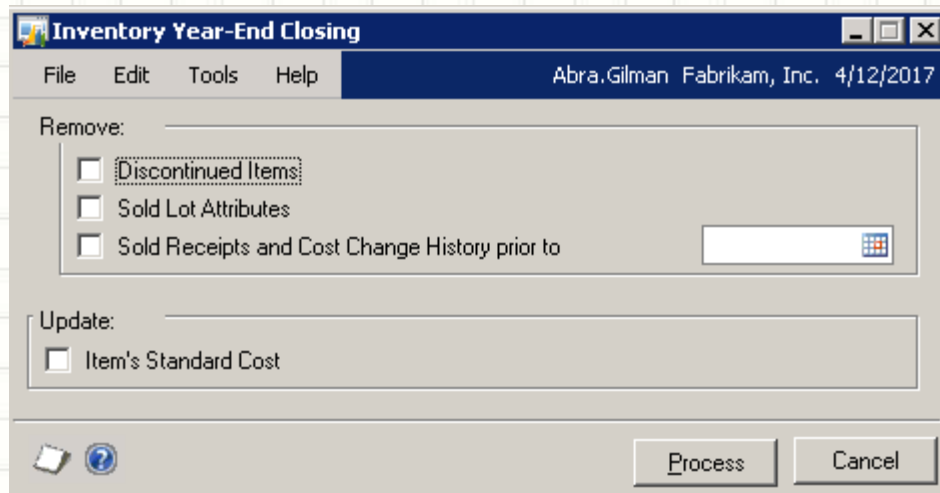 Inventory Year-End Closing
File Edit Tools Help Abra.Gilman Fabrikam, Inc. 4/12/2017
Remove:
Discontinued Items
Sold Lot Attributes
Sold Receipts and Cost Change History prior to
Update:
Item's Standard Cost
Process Cancel